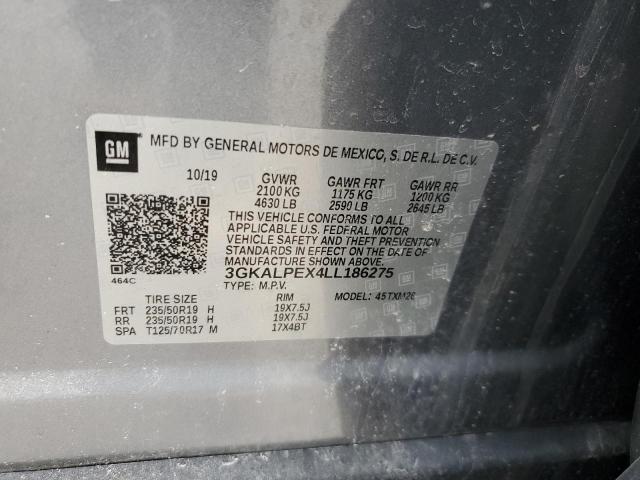 GM
MFD BY GENERAL MOTORS DE MEXICO, S. DE R.L. DE C.V.
10/19 GVWR GAWR FRT GAWR RR
2100 KG 1175 KG 1200 KG
4630 LB 2590 LB 2645 LB
THIS VEHICLE CONFORMS TO ALL
APPLICABLE U.S. FEDERAL MOTOR
VEHICLE SAFETY AND THEFT PREVENTION
STANDARDS IN EFFECT ON THE DATE OF
MANUFACTURE SHOWN ABOVE.
464C 3GKALPEX4LL186275
TYPE: M.P.V. MODEL: 45TXM26
TIRE SIZE RIM
FRT 235/50R19 H 19X7.5J
RR 235/50R19 H 19X7.5J
SPA T125/70R17 M 17X4BT